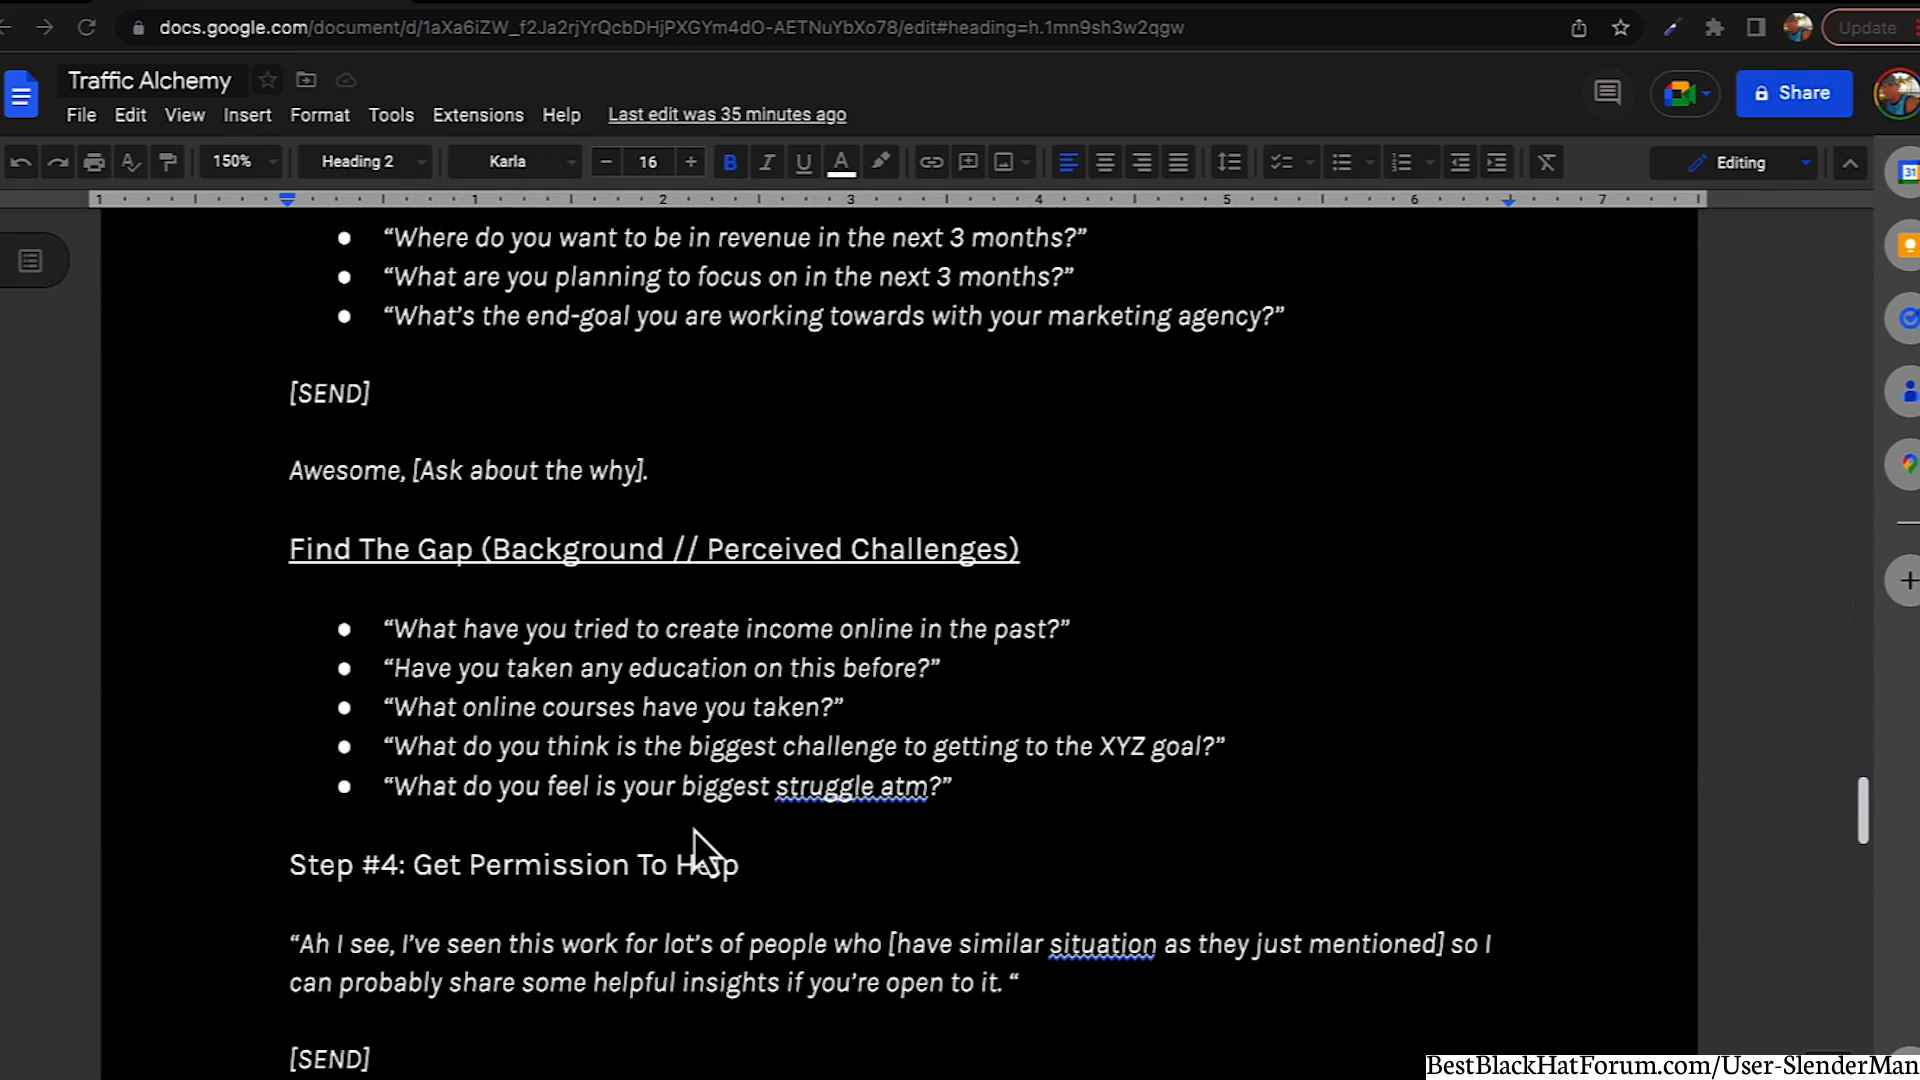 docs.google.com/document/d/1aXa6iZW_f2Ja2rjYrQcbDHjPXGYm4dO-AETNuYbXo78/edit#heading=h.1mn9sh3w2qgw
Update
Traffic Alchemy
Share
File Edit View Insert Format Tools Extensions Help Last edit was 35 minutes ago
150% Heading 2 Karla 16 B I U A Editing
1 1 2 3 4 5 6 7
31
“Where do you want to be in revenue in the next 3 months?”
“What are you planning to focus on in the next 3 months?”
“What’s the end-goal you are working towards with your marketing agency?”
[SEND]
Awesome, [Ask about the why].
Find The Gap (Background // Perceived Challenges)
“What have you tried to create income online in the past?”
“Have you taken any education on this before?”
“What online courses have you taken?”
“What do you think is the biggest challenge to getting to the XYZ goal?”
“What do you feel is your biggest struggle atm?”
Step #4: Get Permission To Help
“Ah I see, I’ve seen this work for lot’s of people who [have similar situation as they just mentioned] so I
can probably share some helpful insights if you’re open to it. “
[SEND]
BestBlackHatForum.com/User-SlenderMan